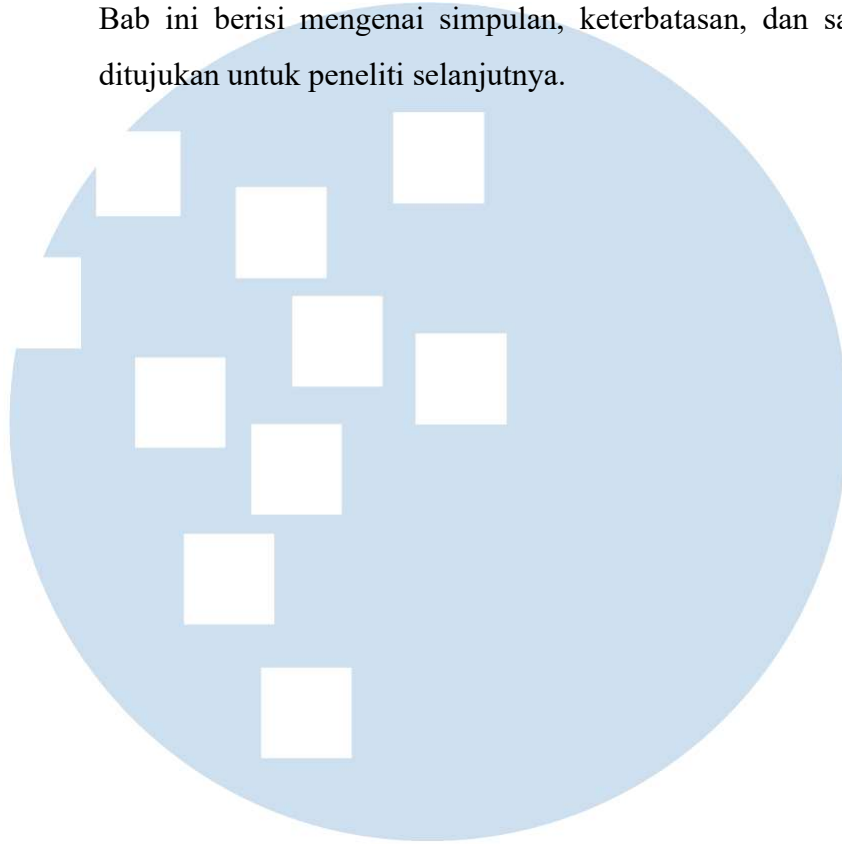 Bab ini berisi mengenai simpulan, keterbatasan, dan
ditujukan untuk peneliti selanjutnya.